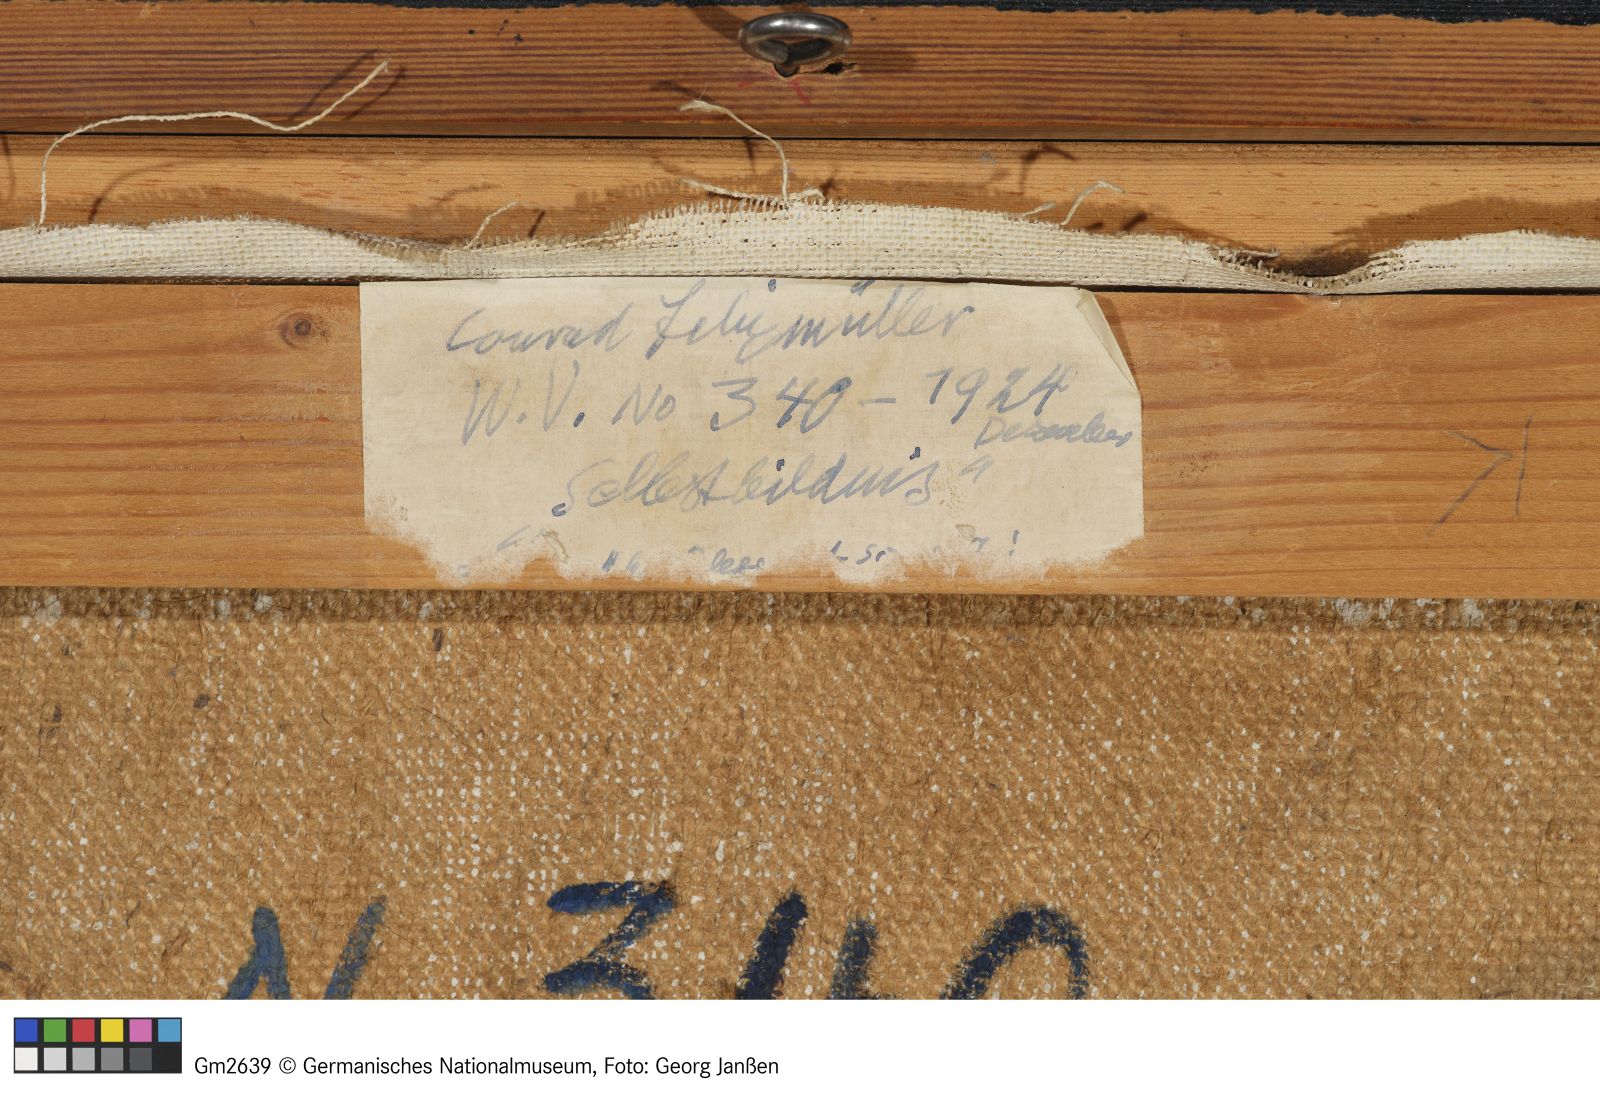 Conrad Felixmüller
W.V. No 340 – 1924
Dezember
Selbstbildnis"
N 340
Gm2639 © Germanisches Nationalmuseum, Foto: Georg Janßen